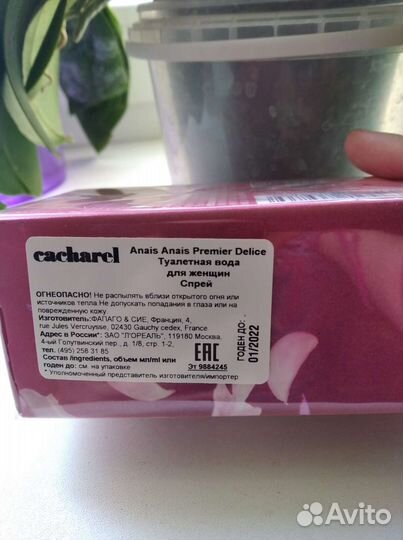 cacharel
Anais Anais Premier Delice
Туалетная вода
для женщин
Спрей
ОГНЕОПАСНО! Не распылять вблизи открытого огня или
источников тепла.Не допускать попадания в глаза или на
поврежденную кожу.
Изготовитель:ФАПАГО & СИЕ, Франция, 4,
rue Jules Vercruysse, 02430 Gauchy cedex, France
Адрес в России*: ЗАО "Л'ОРЕАЛЬ", 119180 Москва,
4-ый Голутвинский пер., д. 1/8, стр. 1-2,
тел. (495) 258 31 85
Состав /ingredients, объем мл/ml или
годен до: см. на упаковке
* Уполномоченный представитель изготовителя/импортер
EAC
Эт 9884245
ГОДЕН ДО:
01/2022
Avito